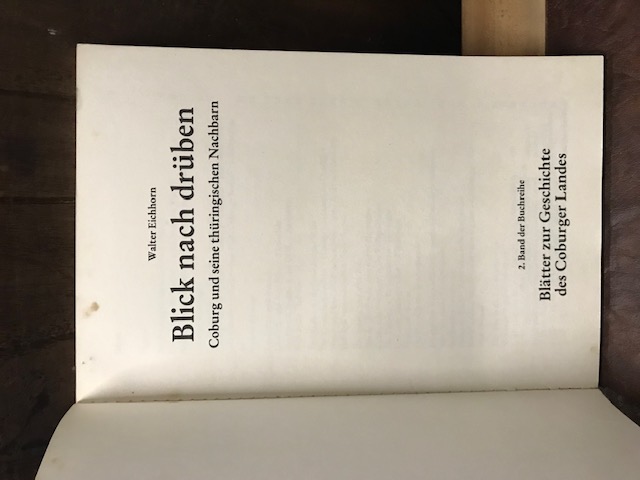 Walter Eichhorn
Blick nach drüben
Coburg und seine thüringischen Nachbarn
2. Band der Buchreihe
Blätter zur Geschichte
des Coburger Landes